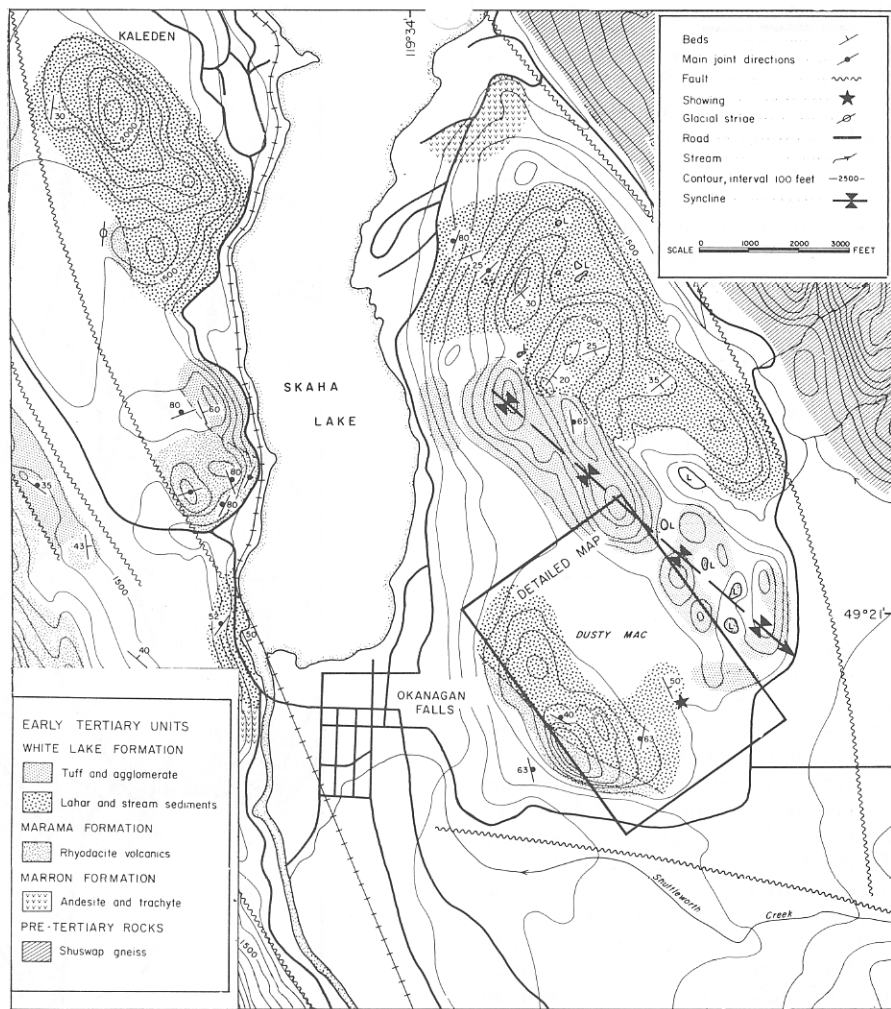 KALEDEN
119°34'
Beds
Main joint directions
Fault
Showing
Glacial striae
Road
Stream
Contour, interval 100 feet —2500—
Syncline
SCALE 0 1000 2000 3000 FEET
30
1500
80
25
30
25
20
35
1500
L
SKAHA
LAKE
80
60
65
80
80
35
43
1500
52
40
50
L
L
L
L
L
DETAILED MAP
DUSTY MAC
49°21'
50
40
63
63
OKANAGAN
FALLS
Shuttleworth
Creek
1500
EARLY TERTIARY UNITS
WHITE LAKE FORMATION
Tuff and agglomerate
Lahar and stream sediments
MARAMA FORMATION
Rhyodacite volcanics
MARRON FORMATION
Andesite and trachyte
PRE-TERTIARY ROCKS
Shuswap gneiss